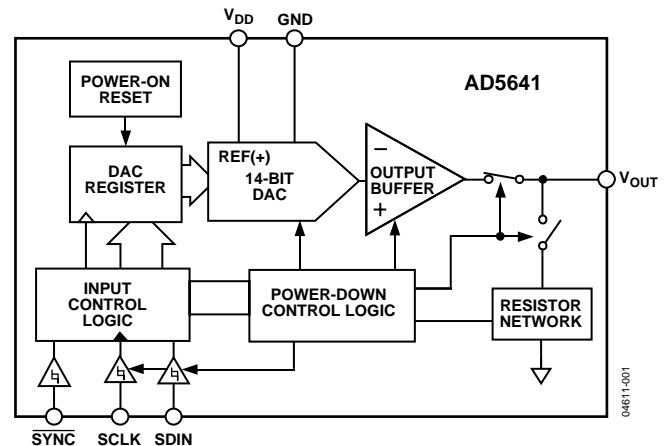 VDD GND
AD5641
POWER-ON
RESET
REF(+)
DAC
REGISTER
14-BIT
DAC
−
OUTPUT
BUFFER
+
VOUT
INPUT
CONTROL
LOGIC
POWER-DOWN
CONTROL LOGIC
RESISTOR
NETWORK
SYNC SCLK SDIN
04611-001